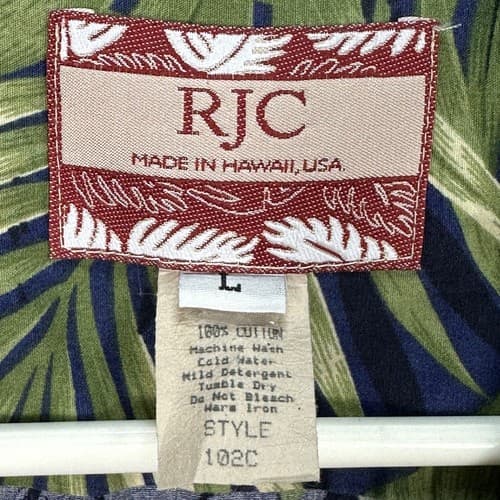 RJC
MADE IN HAWAII, USA.
L
100% COTTON
Machine Wash
Cold Water
Mild Detergent
Tumble Dry
Do Not Bleach
Warm Iron
STYLE
102C